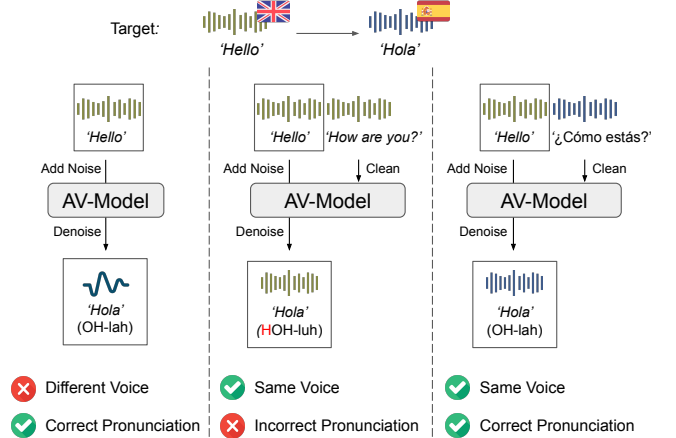 Target:
'Hello'
'Hola'
'Hello'
Add Noise
AV-Model
Denoise
'Hola'
(OH-lah)
Different Voice
Correct Pronunciation
'Hello' 'How are you?'
Add Noise
Clean
AV-Model
Denoise
'Hola'
(HOH-luh)
Same Voice
Incorrect Pronunciation
'Hello' '¿Cómo estás?'
Add Noise
Clean
AV-Model
Denoise
'Hola'
(OH-lah)
Same Voice
Correct Pronunciation